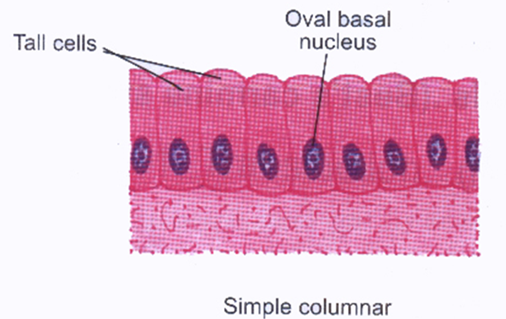 Oval basal
nucleus
Tall cells
Simple columnar